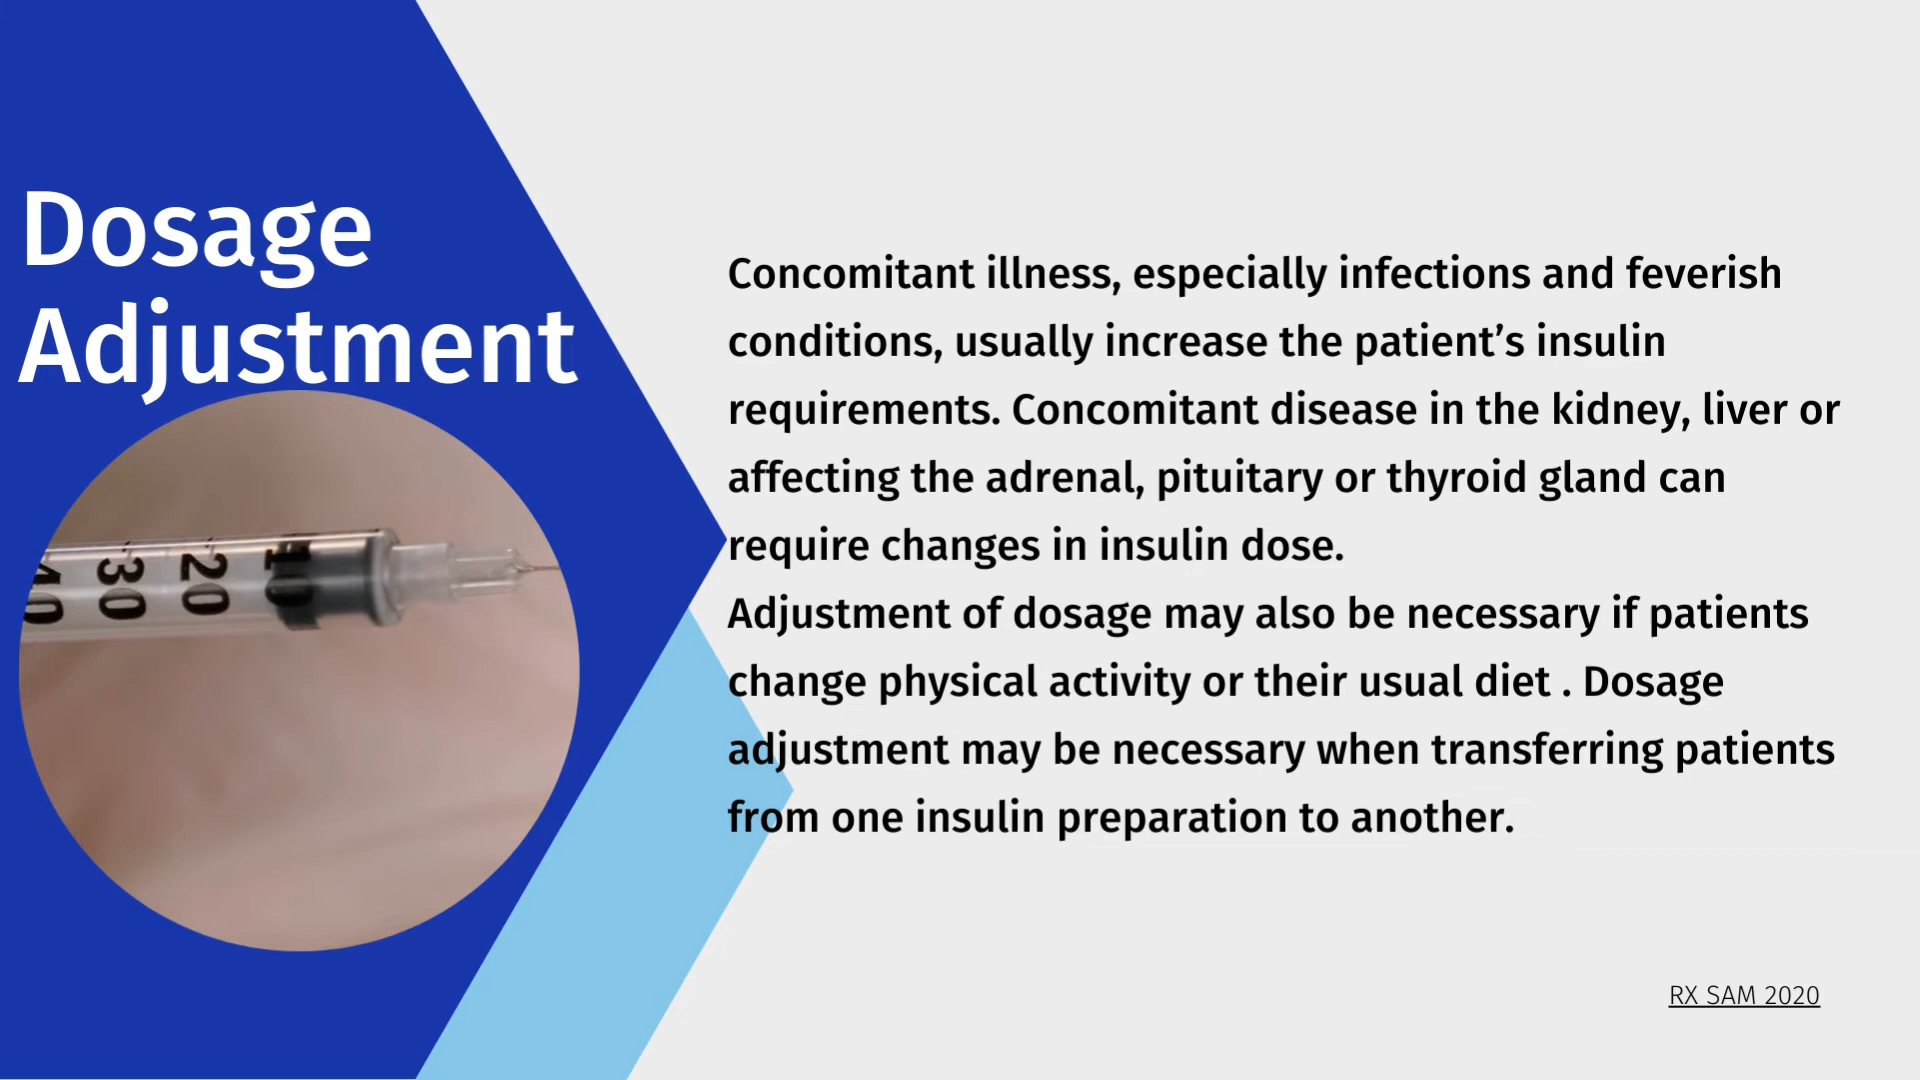 Dosage
Adjustment
40 30 20 10
Concomitant illness, especially infections and feverish
conditions, usually increase the patient’s insulin
requirements. Concomitant disease in the kidney, liver or
affecting the adrenal, pituitary or thyroid gland can
require changes in insulin dose.
Adjustment of dosage may also be necessary if patients
change physical activity or their usual diet . Dosage
adjustment may be necessary when transferring patients
from one insulin preparation to another.
RX SAM 2020